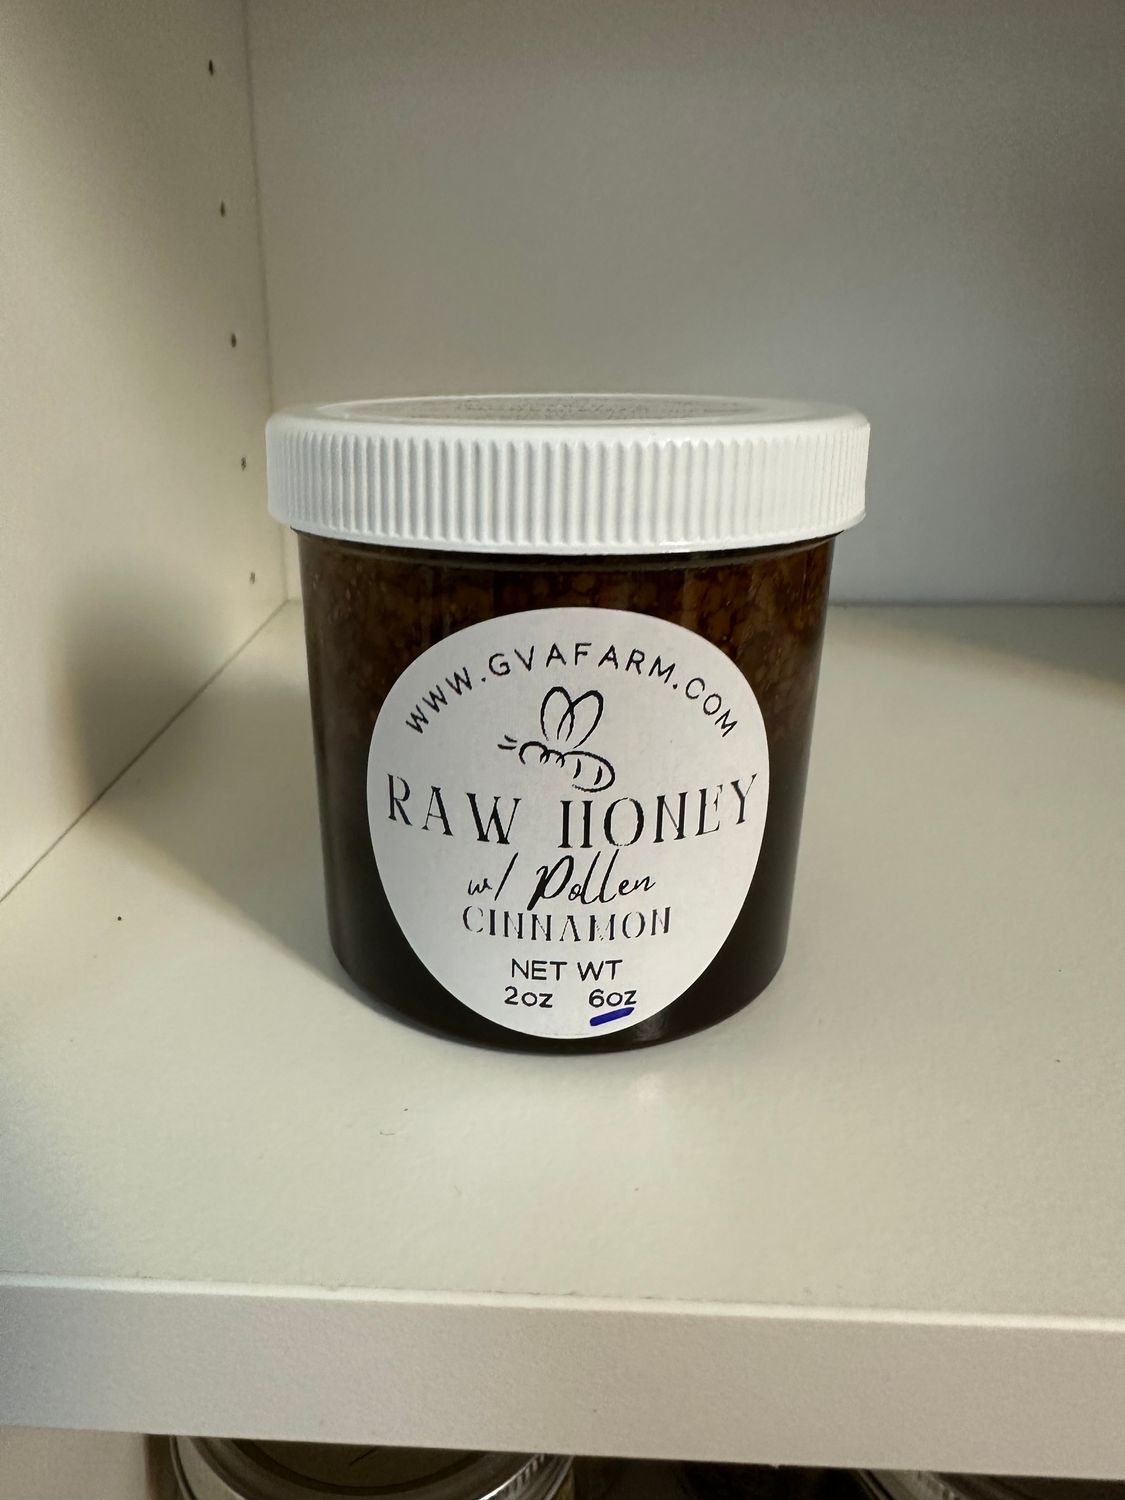 WWW.GVAFARM.COM
RAW HONEY
w/ Pollen
CINNAMON
NET WT
2oz 6oz